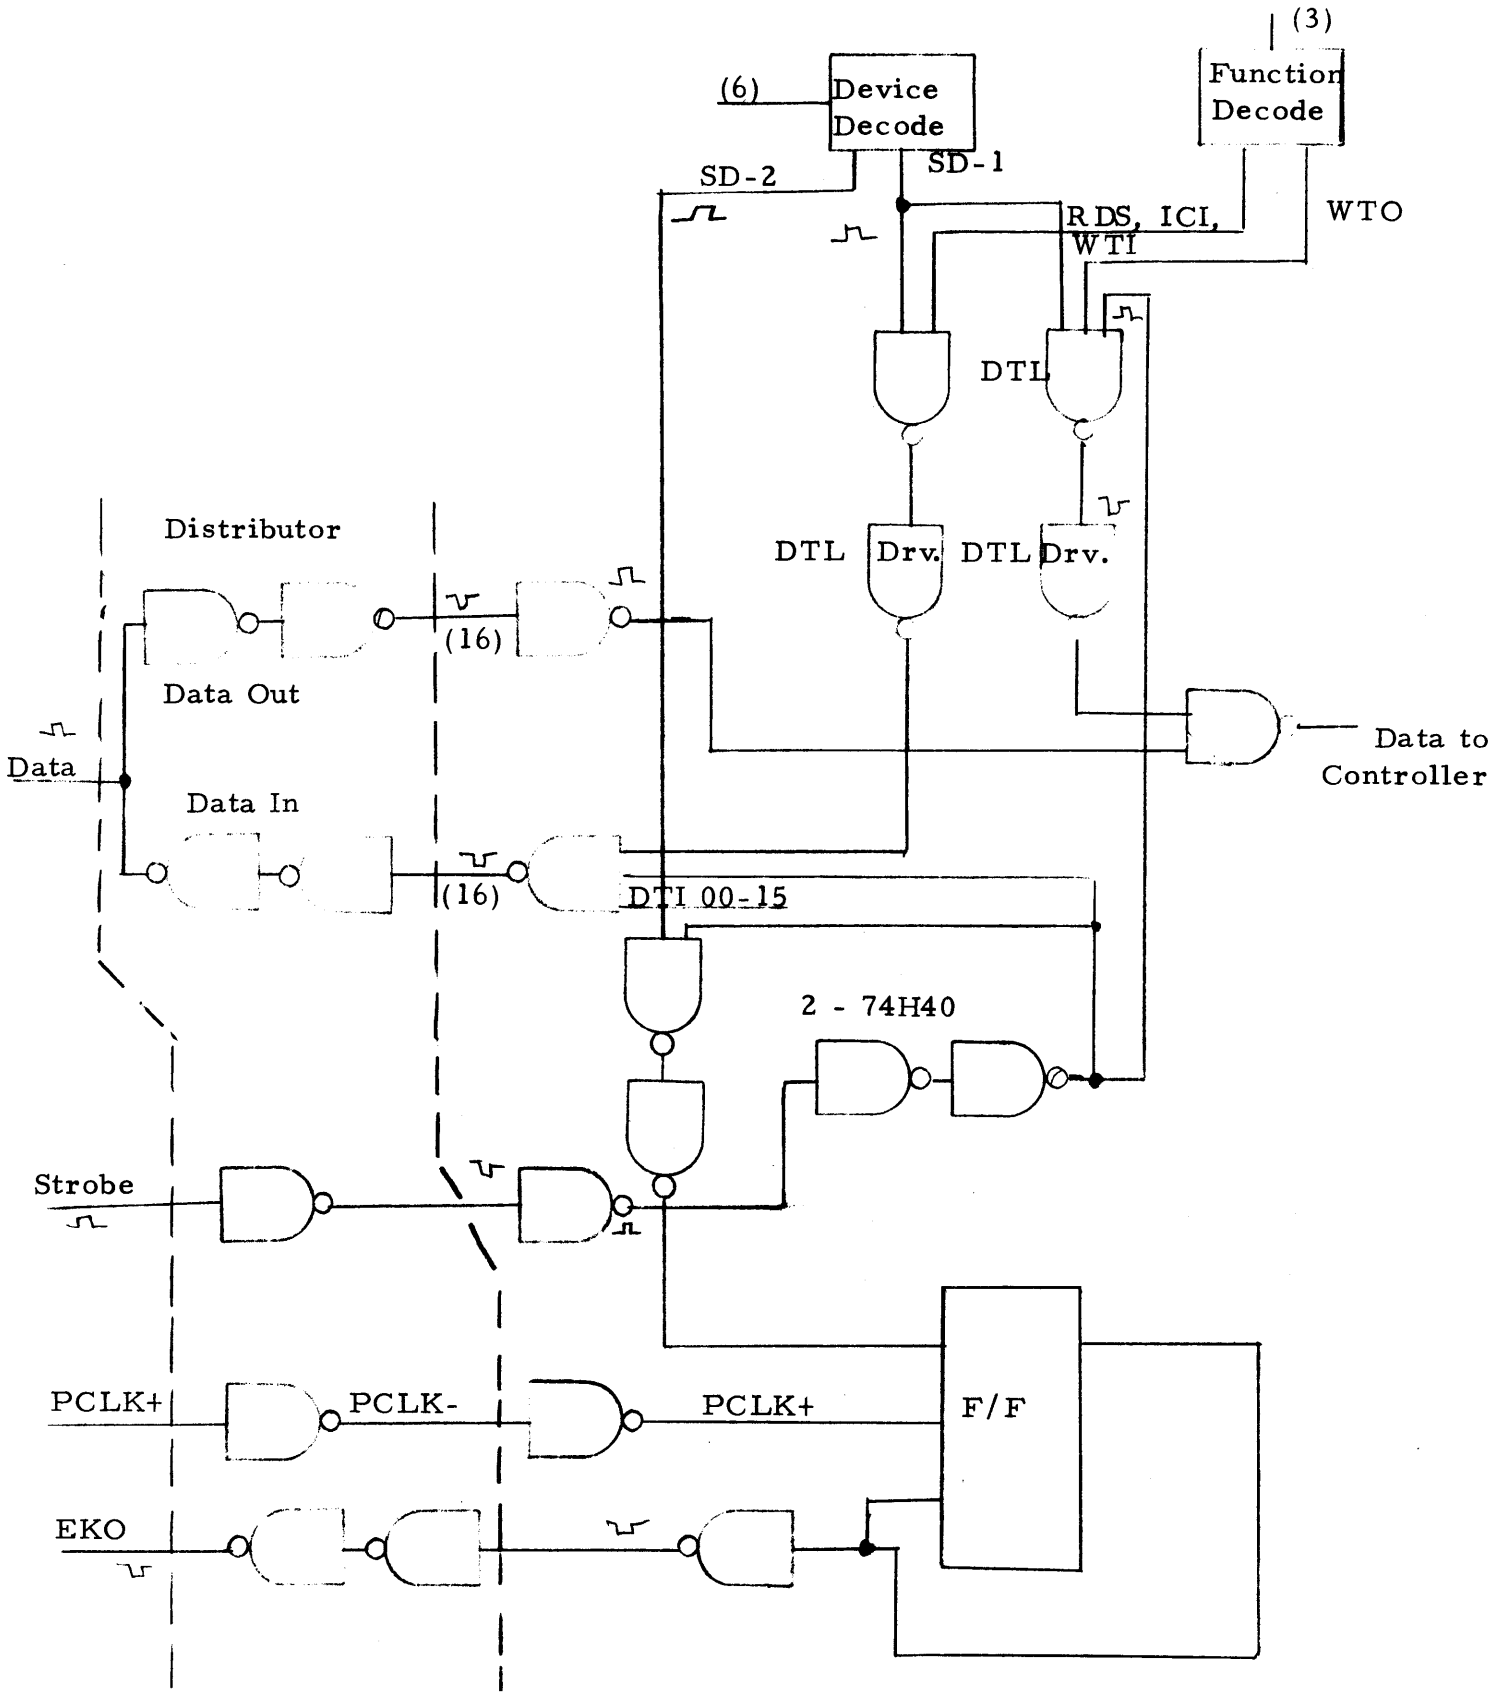 (3)
(6)
Device
Decode
Function
Decode
SD-2
SD-1
RDS, ICI,
WTI
WTO
DTL
Distributor
DTL
Drv.
DTL
Drv.
(16)
Data Out
Data
Data to
Controller
Data In
(16)
DTI 00-15
2 - 74H40
Strobe
PCLK+
PCLK-
PCLK+
F/F
EKO